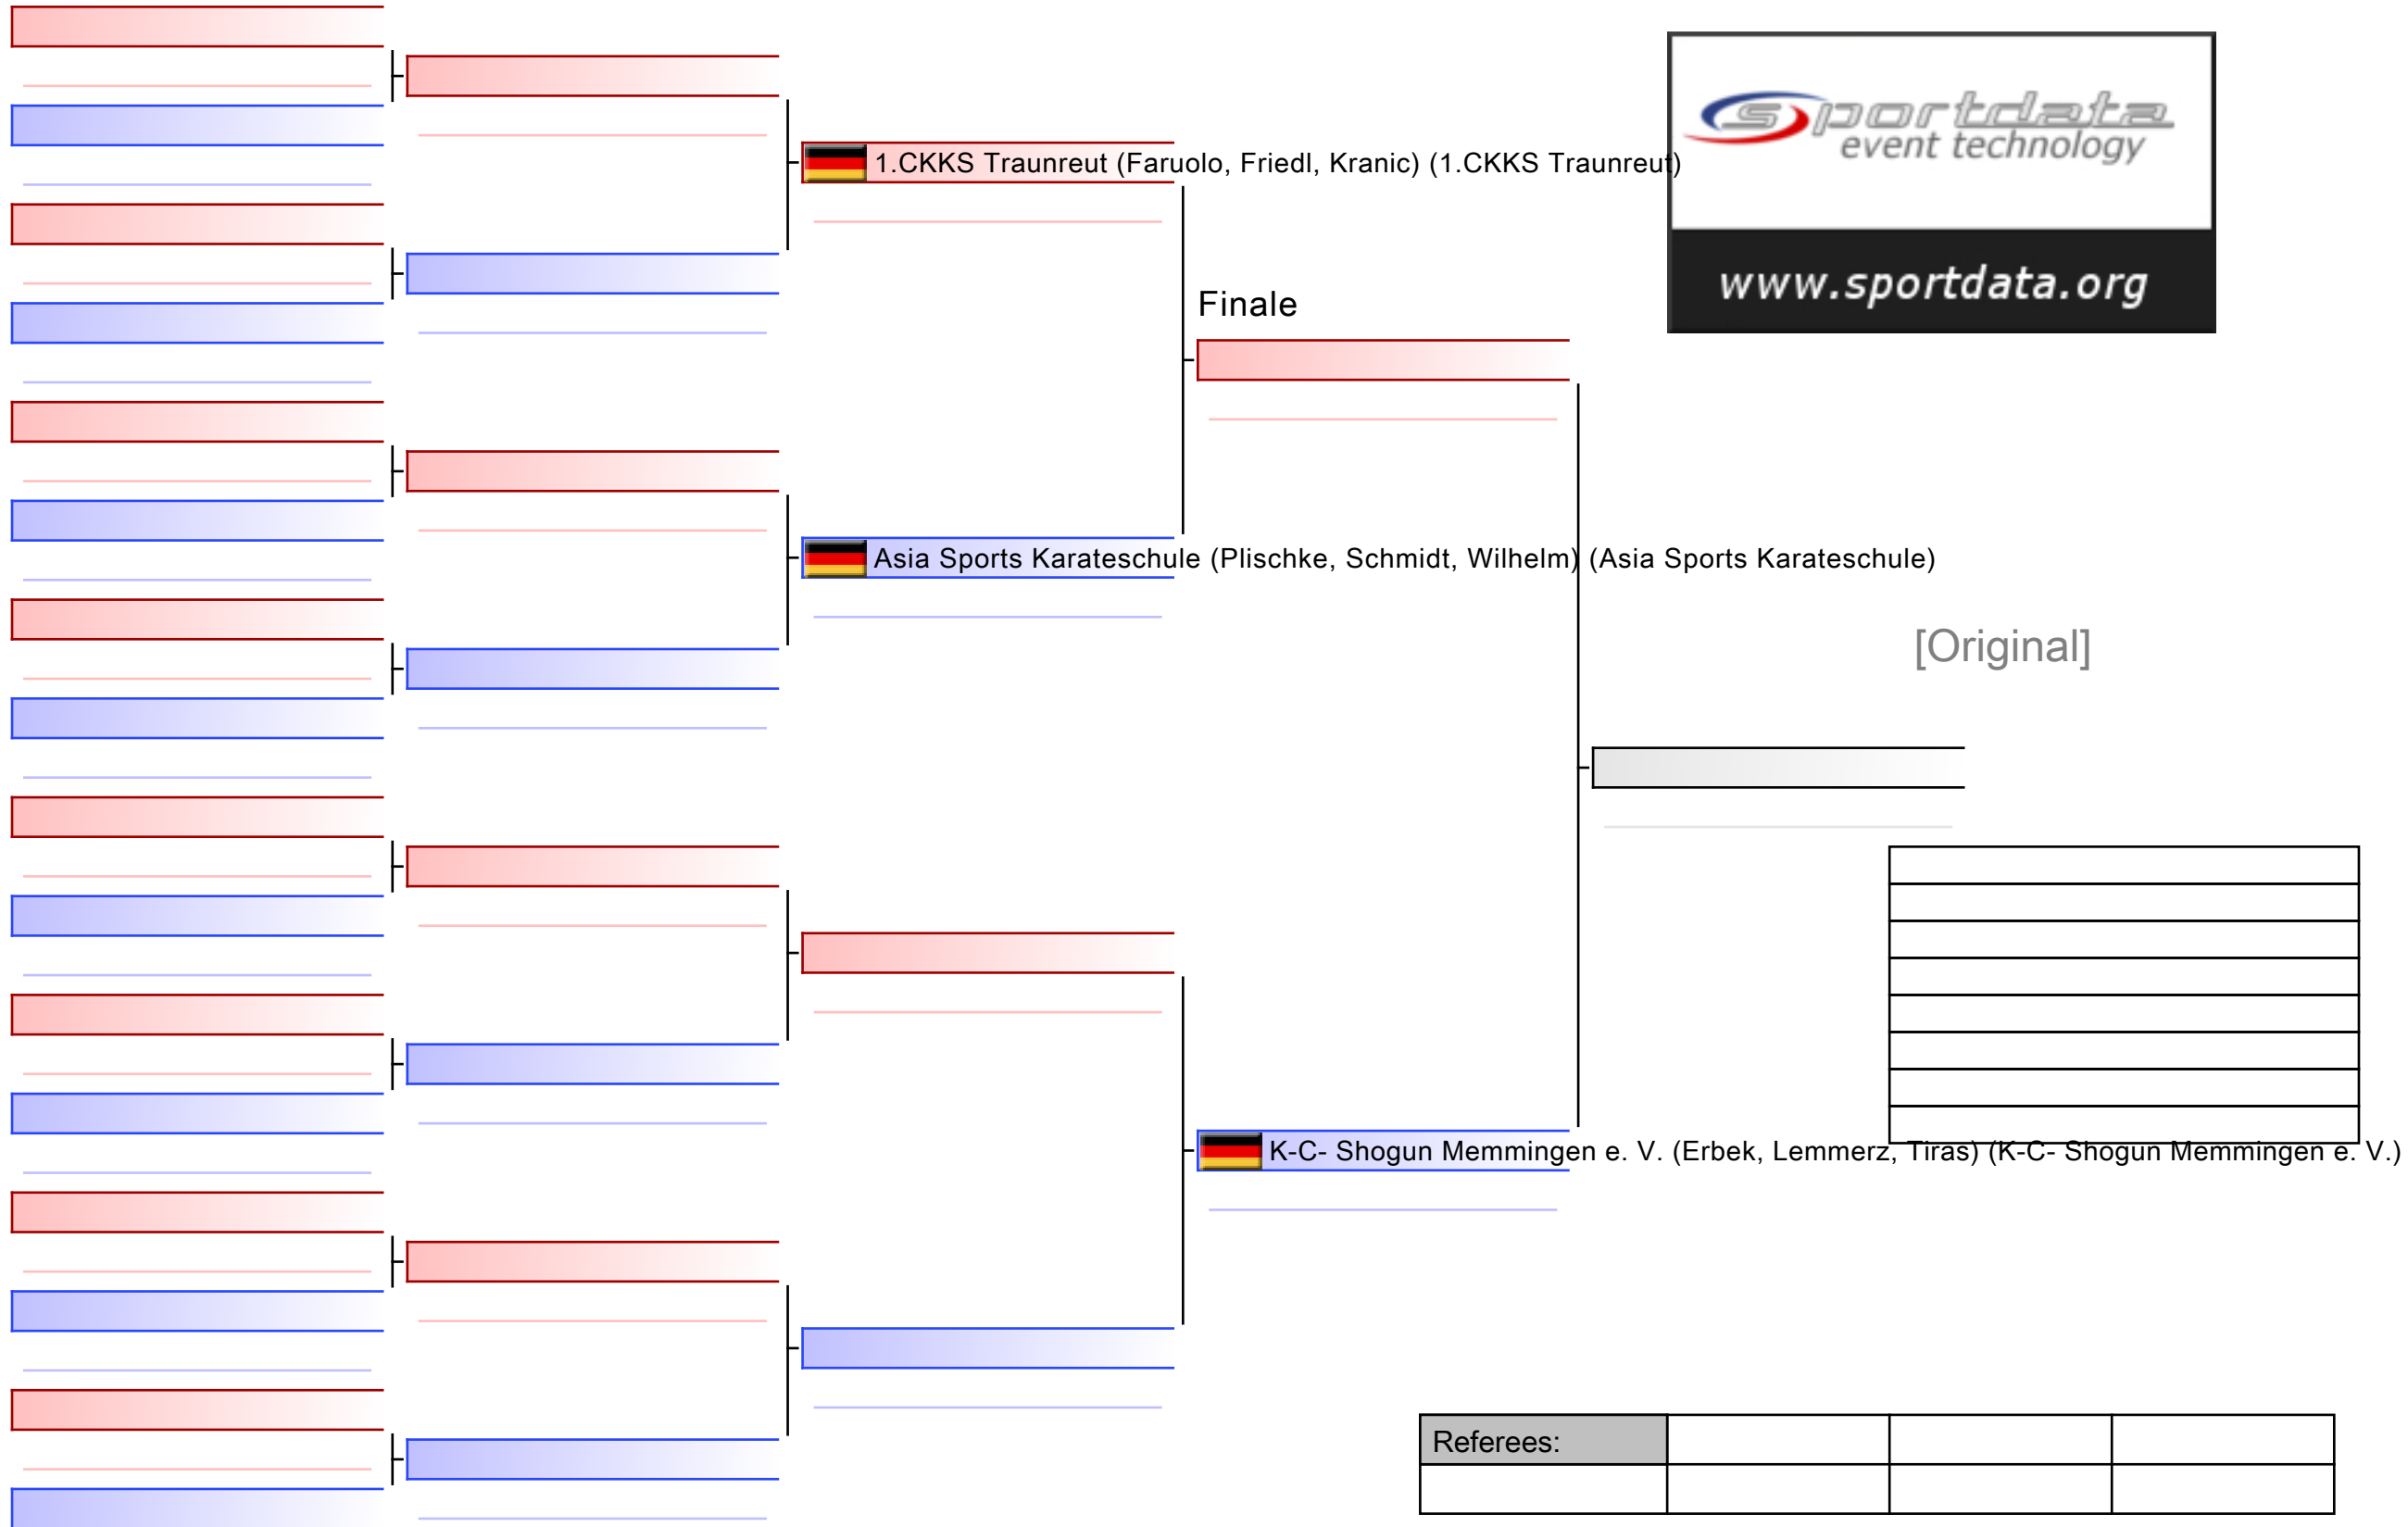 sportdata
event technology
www.sportdata.org
1.CKKS Traunreut (Faruolo, Friedl, Kranic) (1.CKKS Traunreut)
Finale
Asia Sports Karateschule (Plischke, Schmidt, Wilhelm) (Asia Sports Karateschule)
[Original]
K-C- Shogun Memmingen e. V. (Erbek, Lemmerz, Tiras) (K-C- Shogun Memmingen e. V.)
Referees: